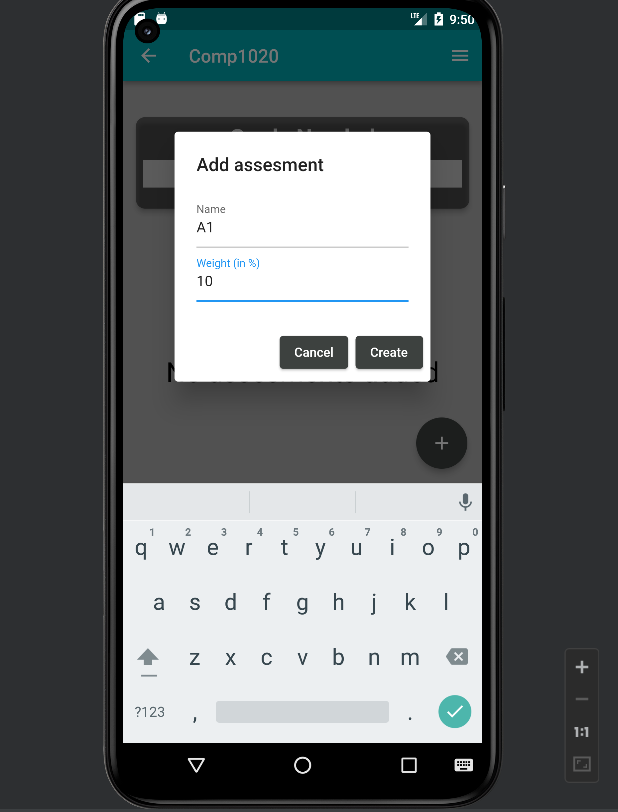 LTE 9:50
Comp1020
Add assesment
Name
A1
Weight (in %)
10
Cancel Create
+
1 2 3 4 5 6 7 8 9 0
q w e r t y u i o p
a s d f g h j k l
z x c v b n m
?123 , .
1:1